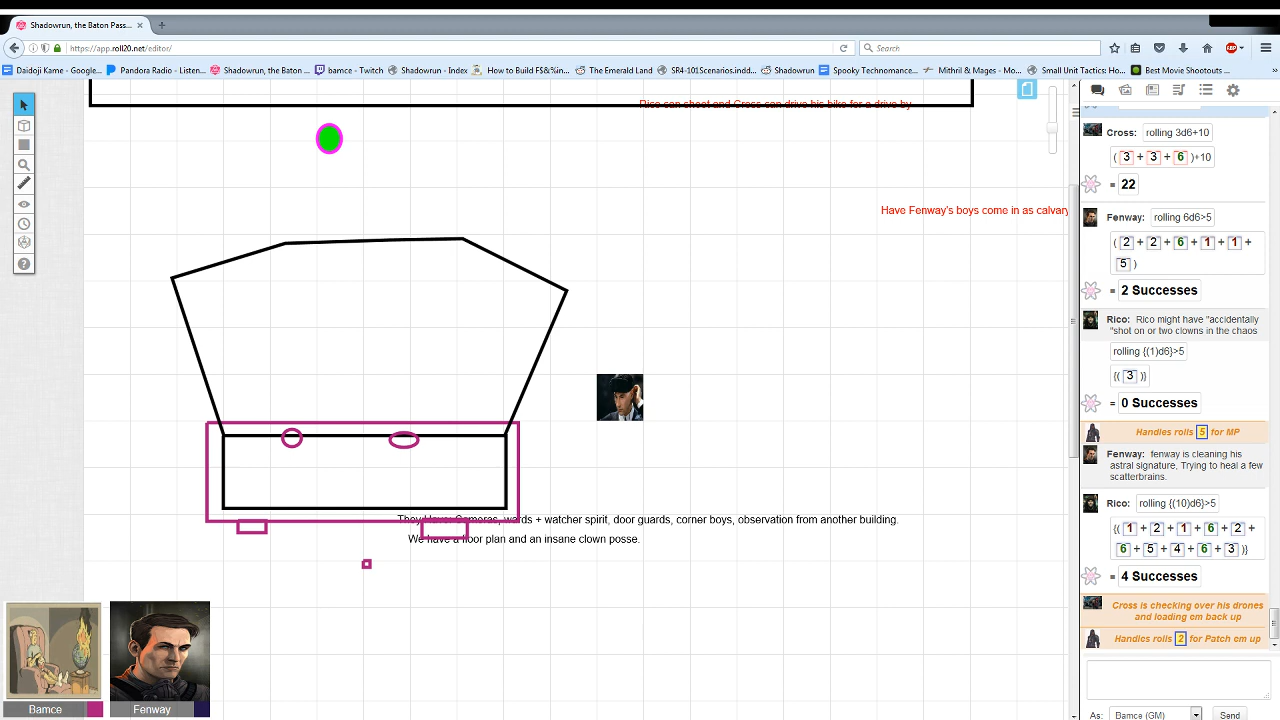 Shadowrun, the Baton Pass...
https://app.roll20.net/editor/
Search
ABP
Daidoji Kame - Google... Pandora Radio - Listen... Shadowrun, the Baton ... bamce - Twitch Shadowrun - Index How to Build F$&%in... The Emerald Land SR4-101Scenarios.indd... Shadowrun Spooky Technomance... Mithril & Mages - Mo... Small Unit Tactics: Ho... Best Movie Shootouts...
Rico can shoot and Cross can drive his bike for a drive by
Have Fenway's boys come in as calvary
They Have: Cameras, wards + watcher spirit, door guards, corner boys, observation from another building.
We have a floor plan and an insane clown posse.
Bamce
Fenway
Cross: rolling 3d6+10
( 3 + 3 + 6 )+10
= 22
Fenway: rolling 6d6>5
( 2 + 2 + 6 + 1 + 1 +
5 )
= 2 Successes
Rico: Rico might have "accidentally
"shot on or two clowns in the chaos
rolling {(1)d6}>5
{( 3 )}
= 0 Successes
Handles rolls 5 for MP
Fenway: fenway is cleaning his
astral signature, Trying to heal a few
scatterbrains.
Rico: rolling {(10)d6}>5
{( 1 + 2 + 1 + 6 + 2 +
6 + 5 + 4 + 6 + 3 )}
= 4 Successes
Cross is checking over his drones
and loading em back up
Handles rolls 2 for Patch em up
As: Bamce (GM) Send